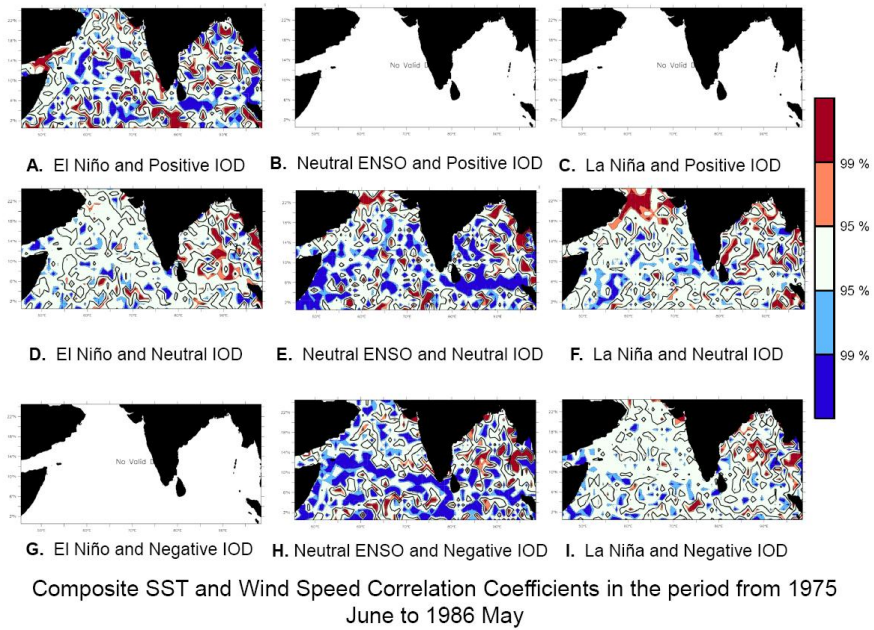 No Valid
No Valid
A. El Niño and Positive IOD
B. Neutral ENSO and Positive IOD
C. La Niña and Positive IOD
99 %
95 %
95 %
99 %
D. El Niño and Neutral IOD
E. Neutral ENSO and Neutral IOD
F. La Niña and Neutral IOD
No Valid
G. El Niño and Negative IOD
H. Neutral ENSO and Negative IOD
I. La Niña and Negative IOD
Composite SST and Wind Speed Correlation Coefficients in the period from 1975
June to 1986 May